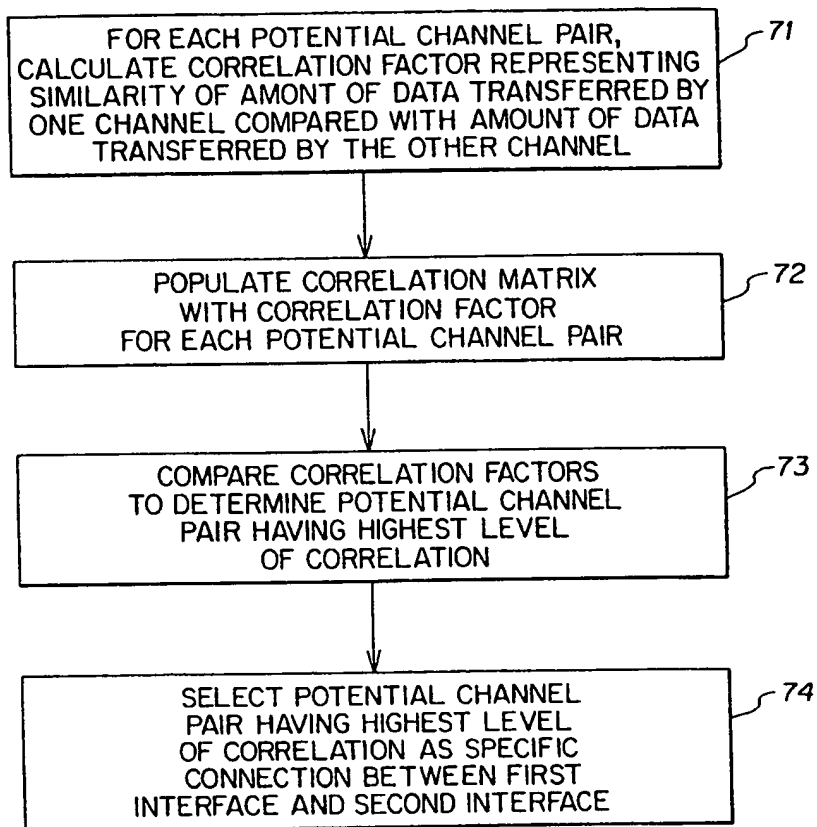 FOR EACH POTENTIAL CHANNEL PAIR,
CALCULATE CORRELATION FACTOR REPRESENTING
SIMILARITY OF AMONT OF DATA TRANSFERRED BY
ONE CHANNEL COMPARED WITH AMOUNT OF DATA
TRANSFERRED BY THE OTHER CHANNEL
71
POPULATE CORRELATION MATRIX
WITH CORRELATION FACTOR
FOR EACH POTENTIAL CHANNEL PAIR
72
COMPARE CORRELATION FACTORS
TO DETERMINE POTENTIAL CHANNEL
PAIR HAVING HIGHEST LEVEL
OF CORRELATION
73
SELECT POTENTIAL CHANNEL
PAIR HAVING HIGHEST LEVEL
OF CORRELATION AS SPECIFIC
CONNECTION BETWEEN FIRST
INTERFACE AND SECOND INTERFACE
74